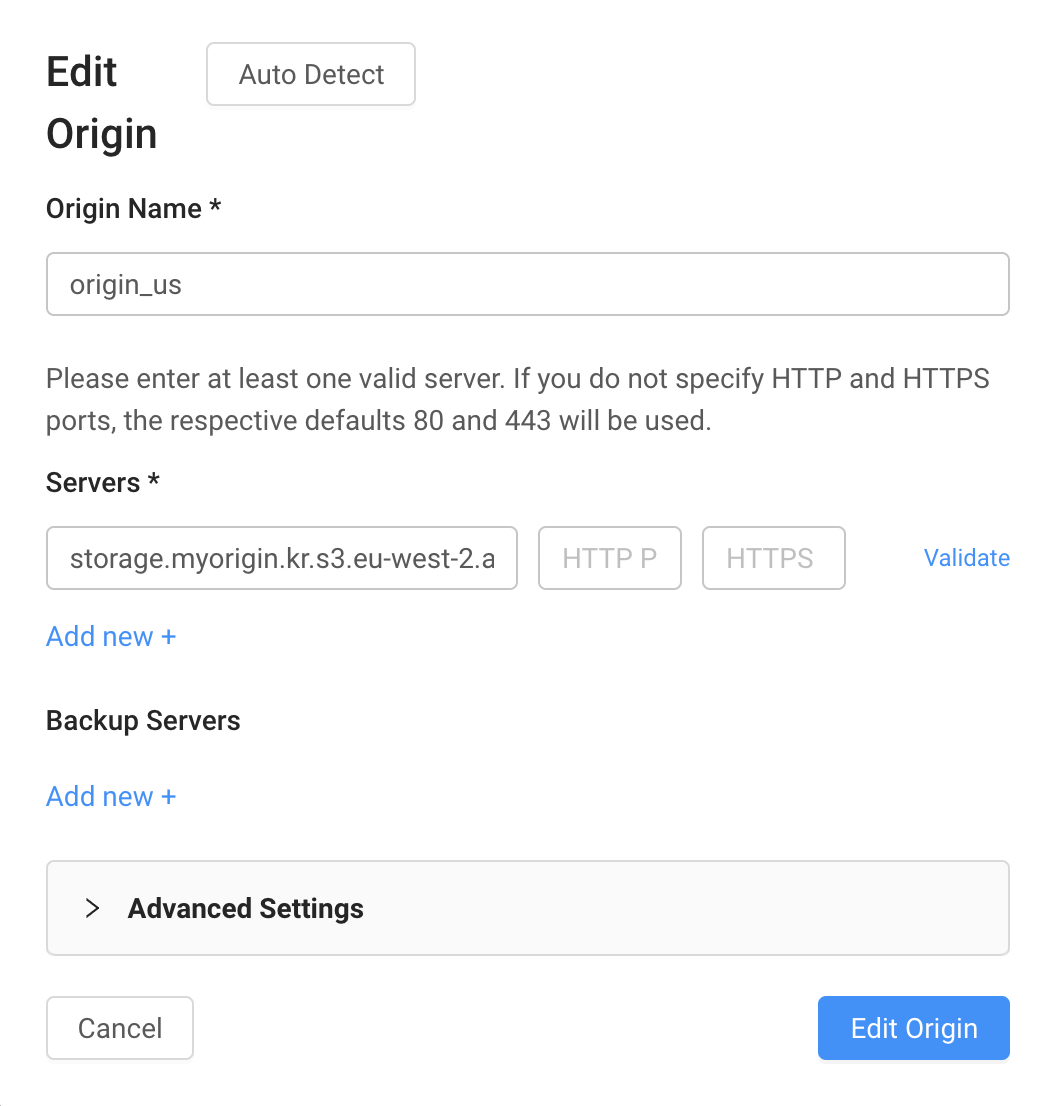 Edit
Origin
Auto Detect
Origin Name *
origin_us
Please enter at least one valid server. If you do not specify HTTP and HTTPS
ports, the respective defaults 80 and 443 will be used.
Servers *
storage.myorigin.kr.s3.eu-west-2.a
HTTP P
HTTPS
Validate
Add new +
Backup Servers
Add new +
Advanced Settings
Cancel
Edit Origin